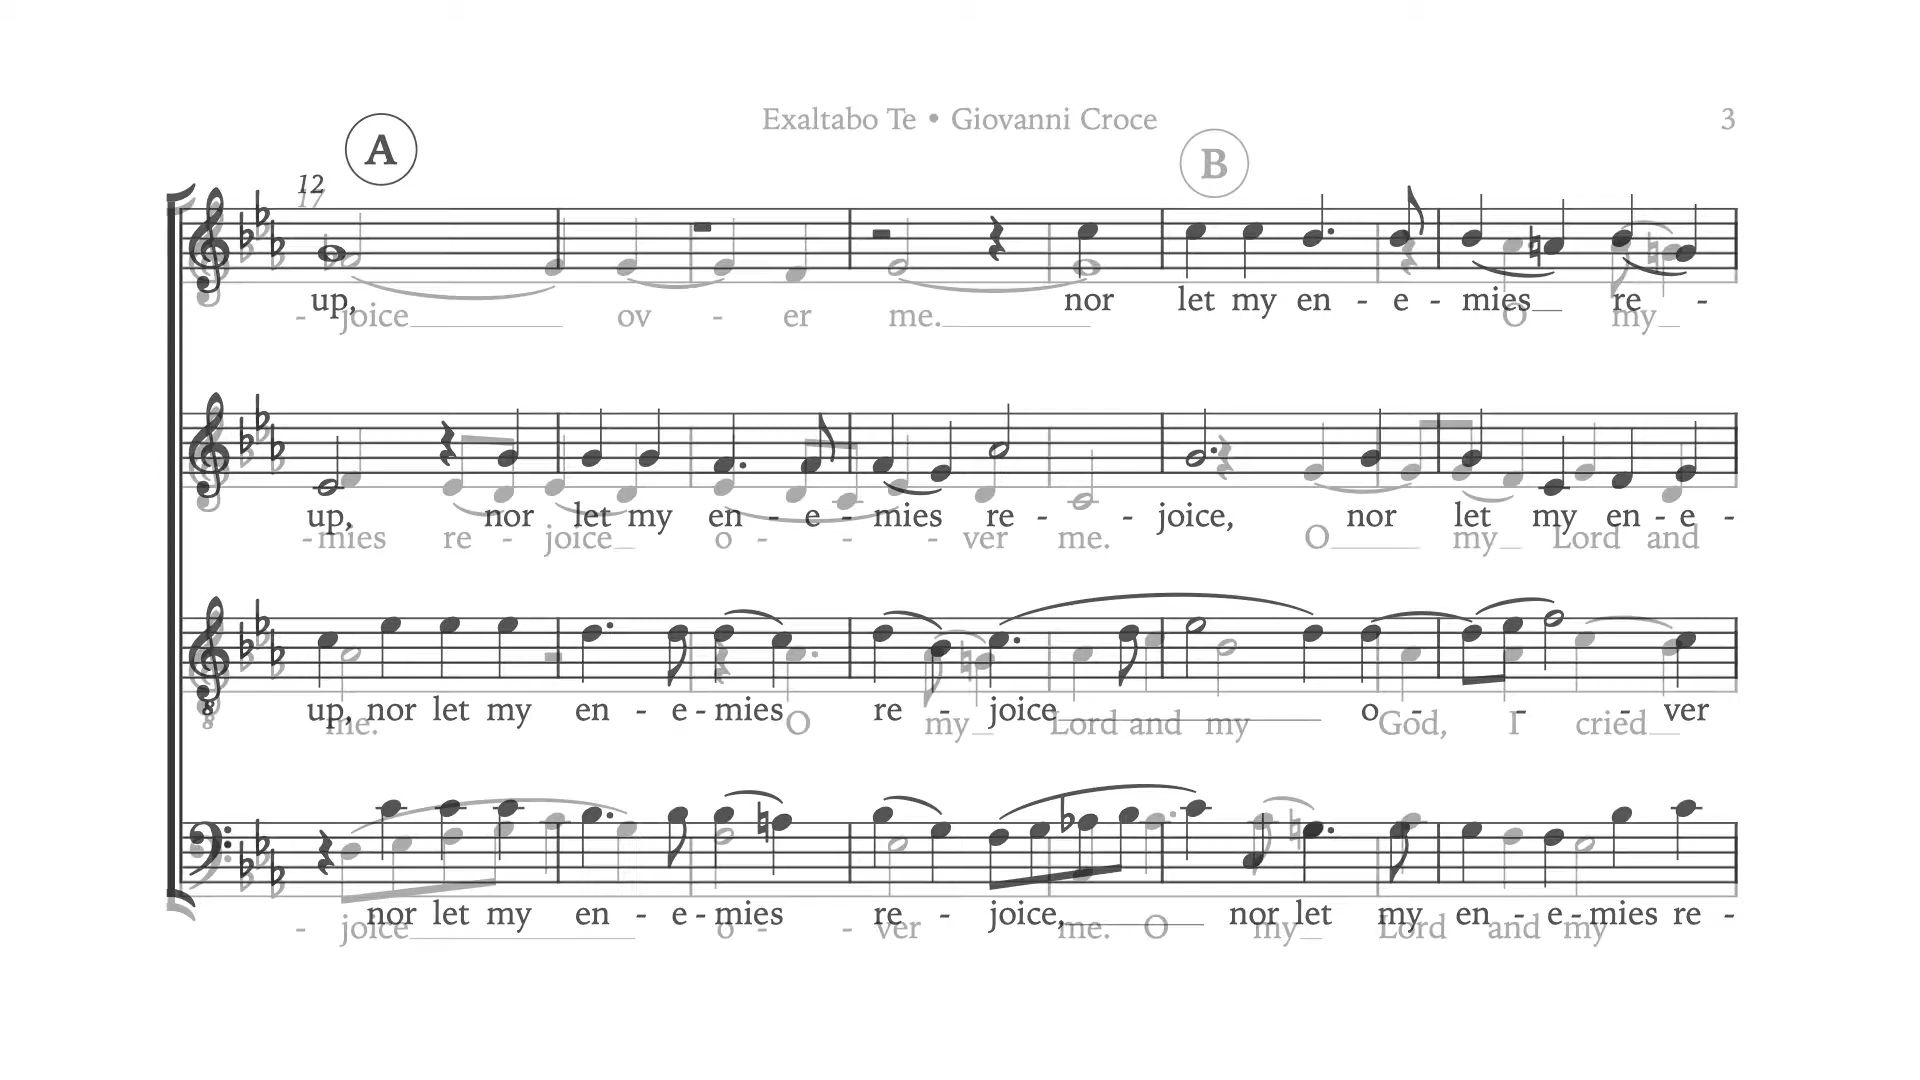 Exaltabo Te • Giovanni Croce 3
A
B
12
17
up, nor let my en - e - mies re -
- joice ov - er me. O my
up, nor let my en - e - mies re - - joice, nor let my en - e -
- mies re - joice o - - - ver me. O my Lord and
up, nor let my en - e - mies re - joice o - - - ver
me. O my Lord and my God, I cried
nor let my en - e - mies re - joice, nor let my en - e - mies re -
- joice o - - ver me. O my Lord and my